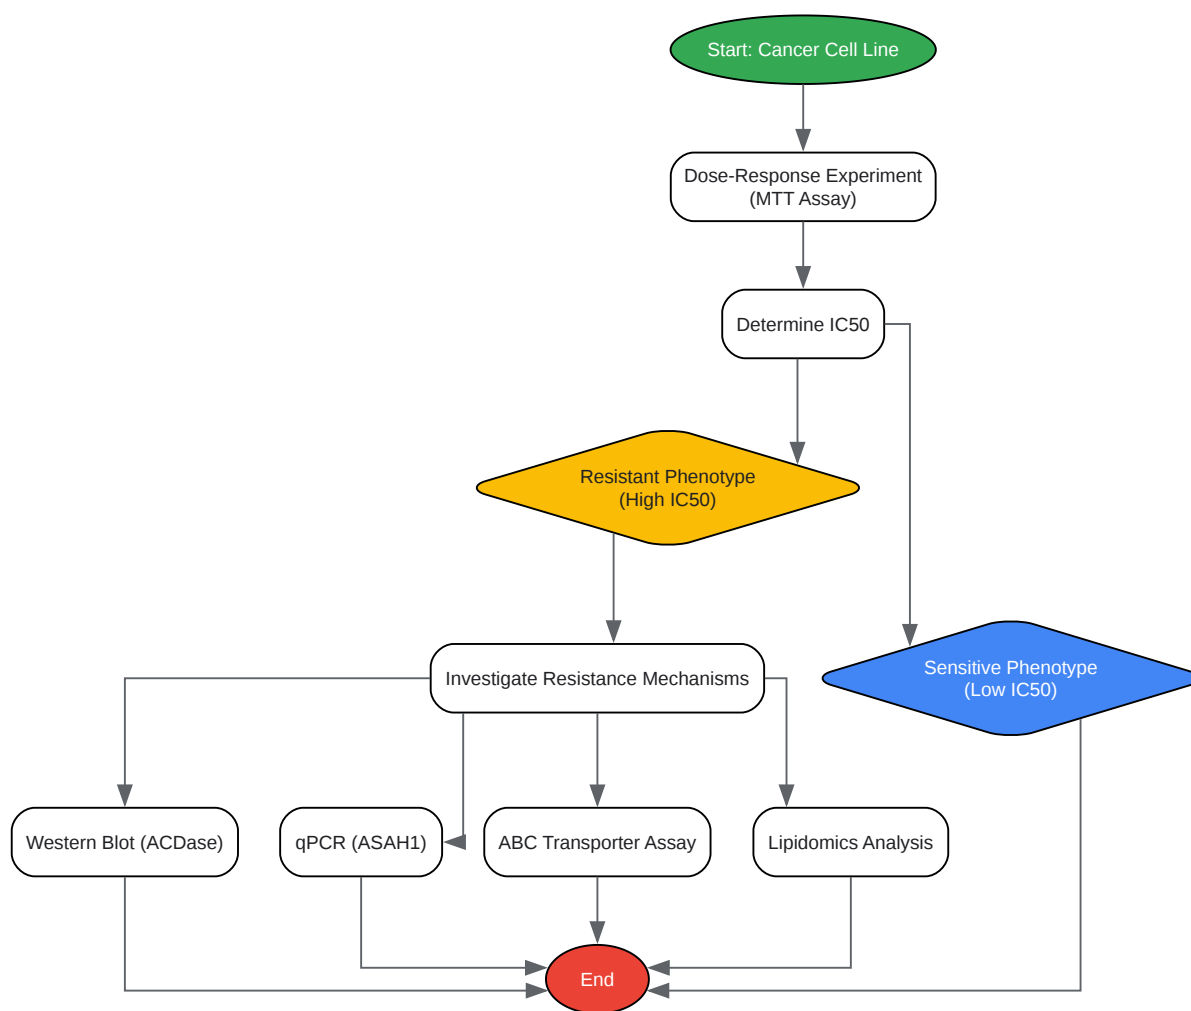 Start: Cancer Cell Line
Dose-Response Experiment
(MTT Assay)
Determine IC50
Resistant Phenotype
(High IC50)
Investigate Resistance Mechanisms
Sensitive Phenotype
(Low IC50)
Western Blot (ACDase)
qPCR (ASAH1)
ABC Transporter Assay
Lipidomics Analysis
End